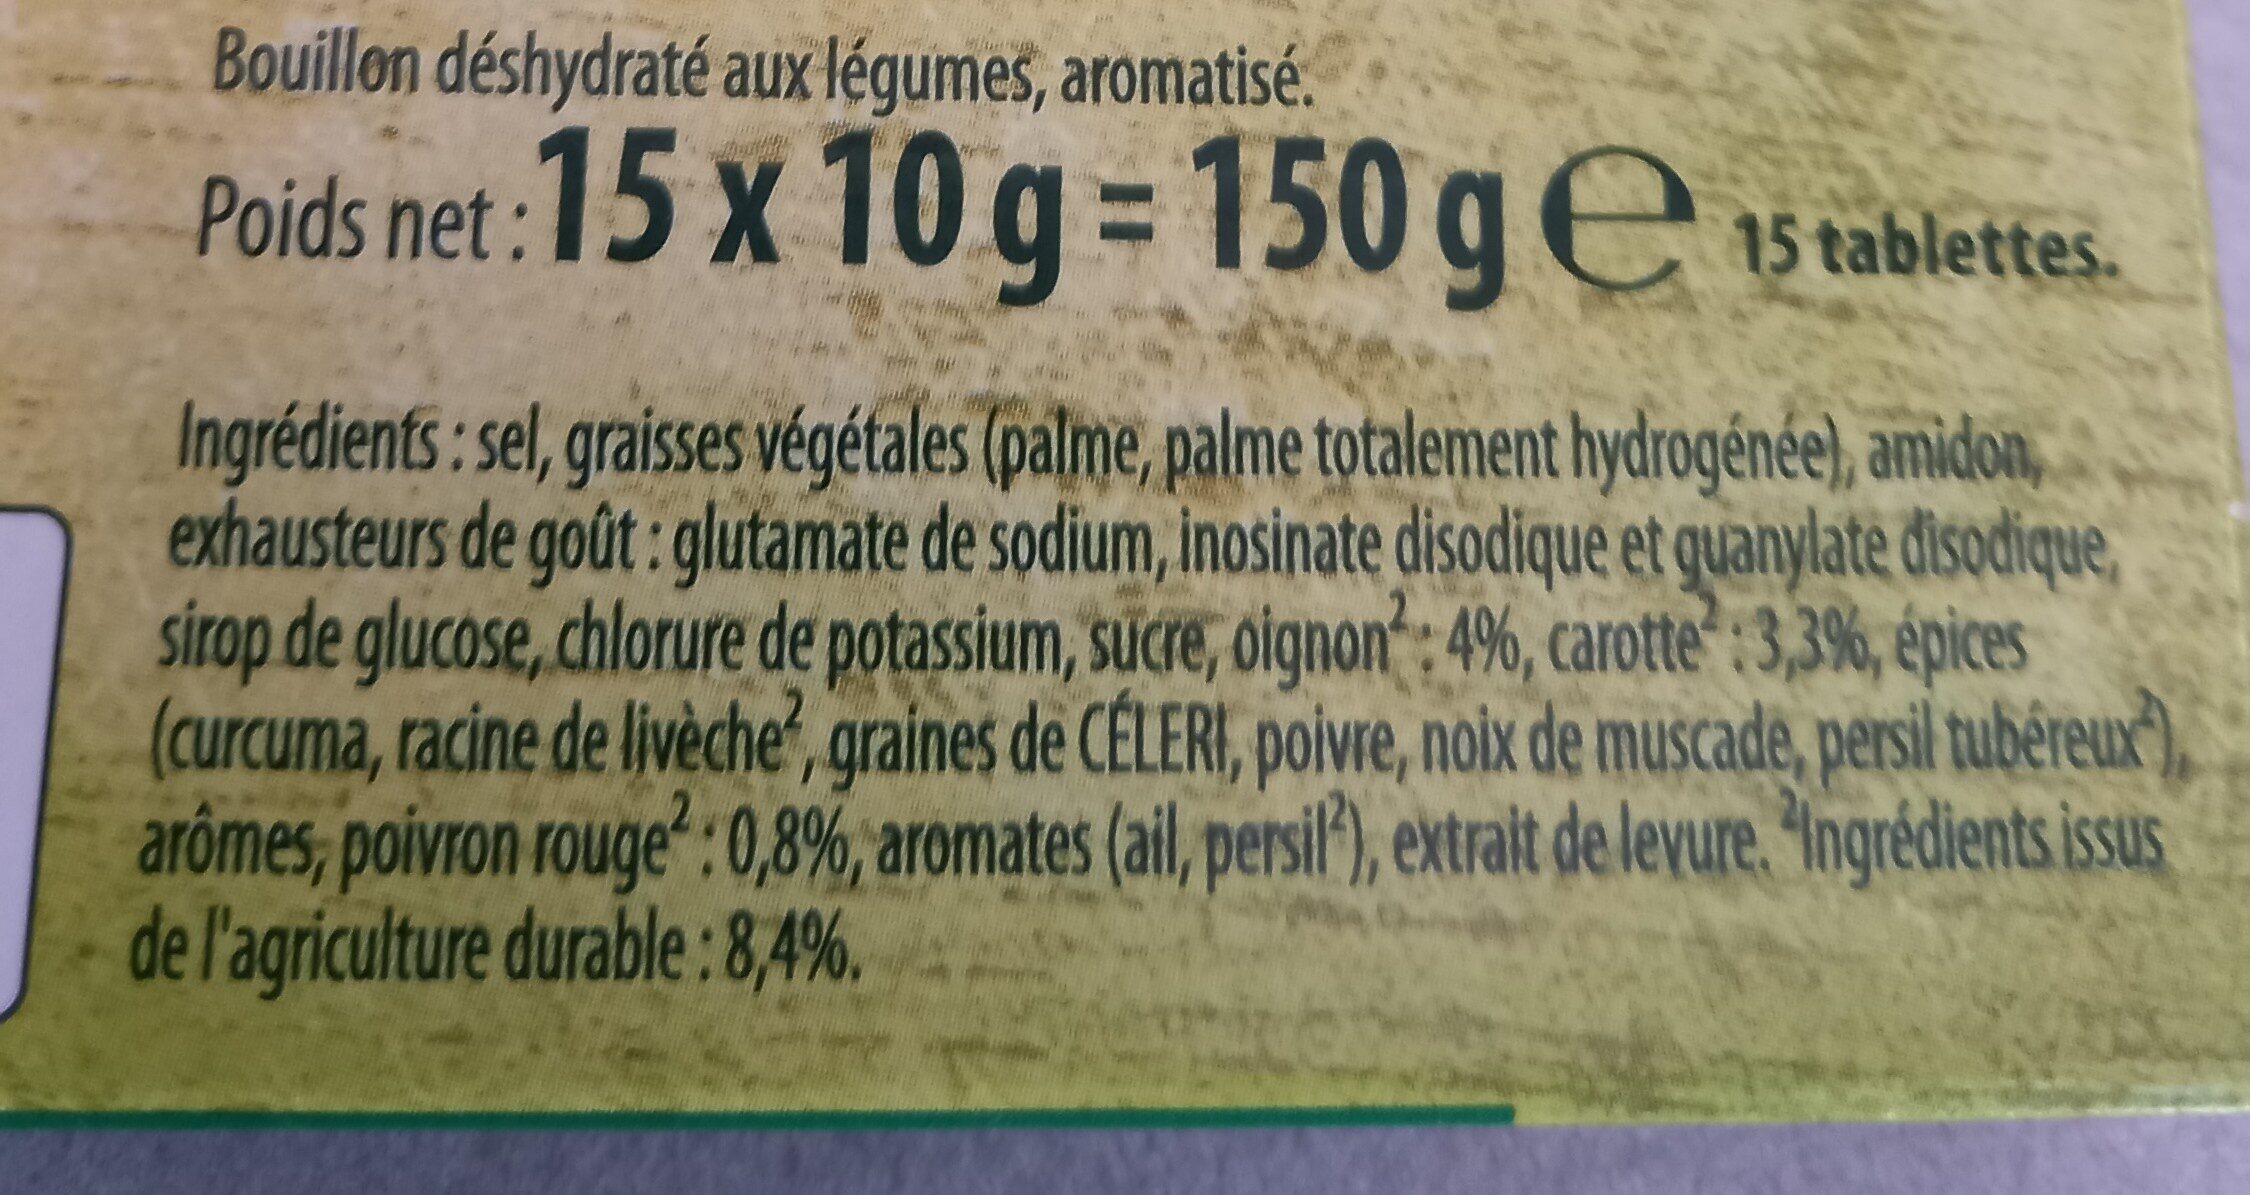 Bouillon déshydraté aux légumes, aromatisé.
Poids net : 15 x 10 g = 150 g e 15 tablettes.
Ingrédients : sel, graisses végétales (palme, palme totalement hydrogénée), amidon,
exhausteurs de goût : glutamate de sodium, inosinate disodique et guanylate disodique,
sirop de glucose, chlorure de potassium, sucre, oignon² : 4%, carotte² : 3,3%, épices
(curcuma, racine de livèche², graines de CÉLERI, poivre, noix de muscade, persil tubéreux²),
arômes, poivron rouge² : 0,8%, aromates (ail, persil²), extrait de levure. ²Ingrédients issus
de l'agriculture durable : 8,4%.